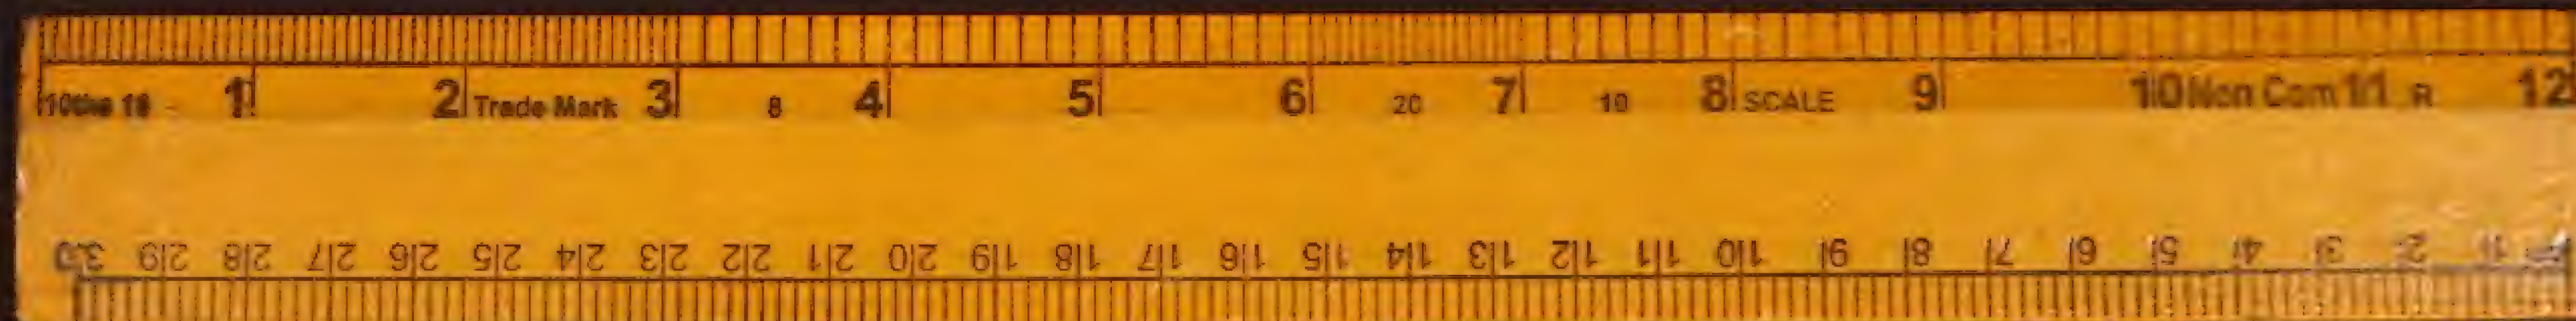 10ths 16 1 2 Trade Mark 3 8 4 5 6 20 7 10 8 SCALE 9 10 Non Com 11 R 12
30 29 28 27 26 25 24 23 22 21 20 19 18 17 16 15 14 13 12 11 10 9 8 7 6 5 4 3 2 1